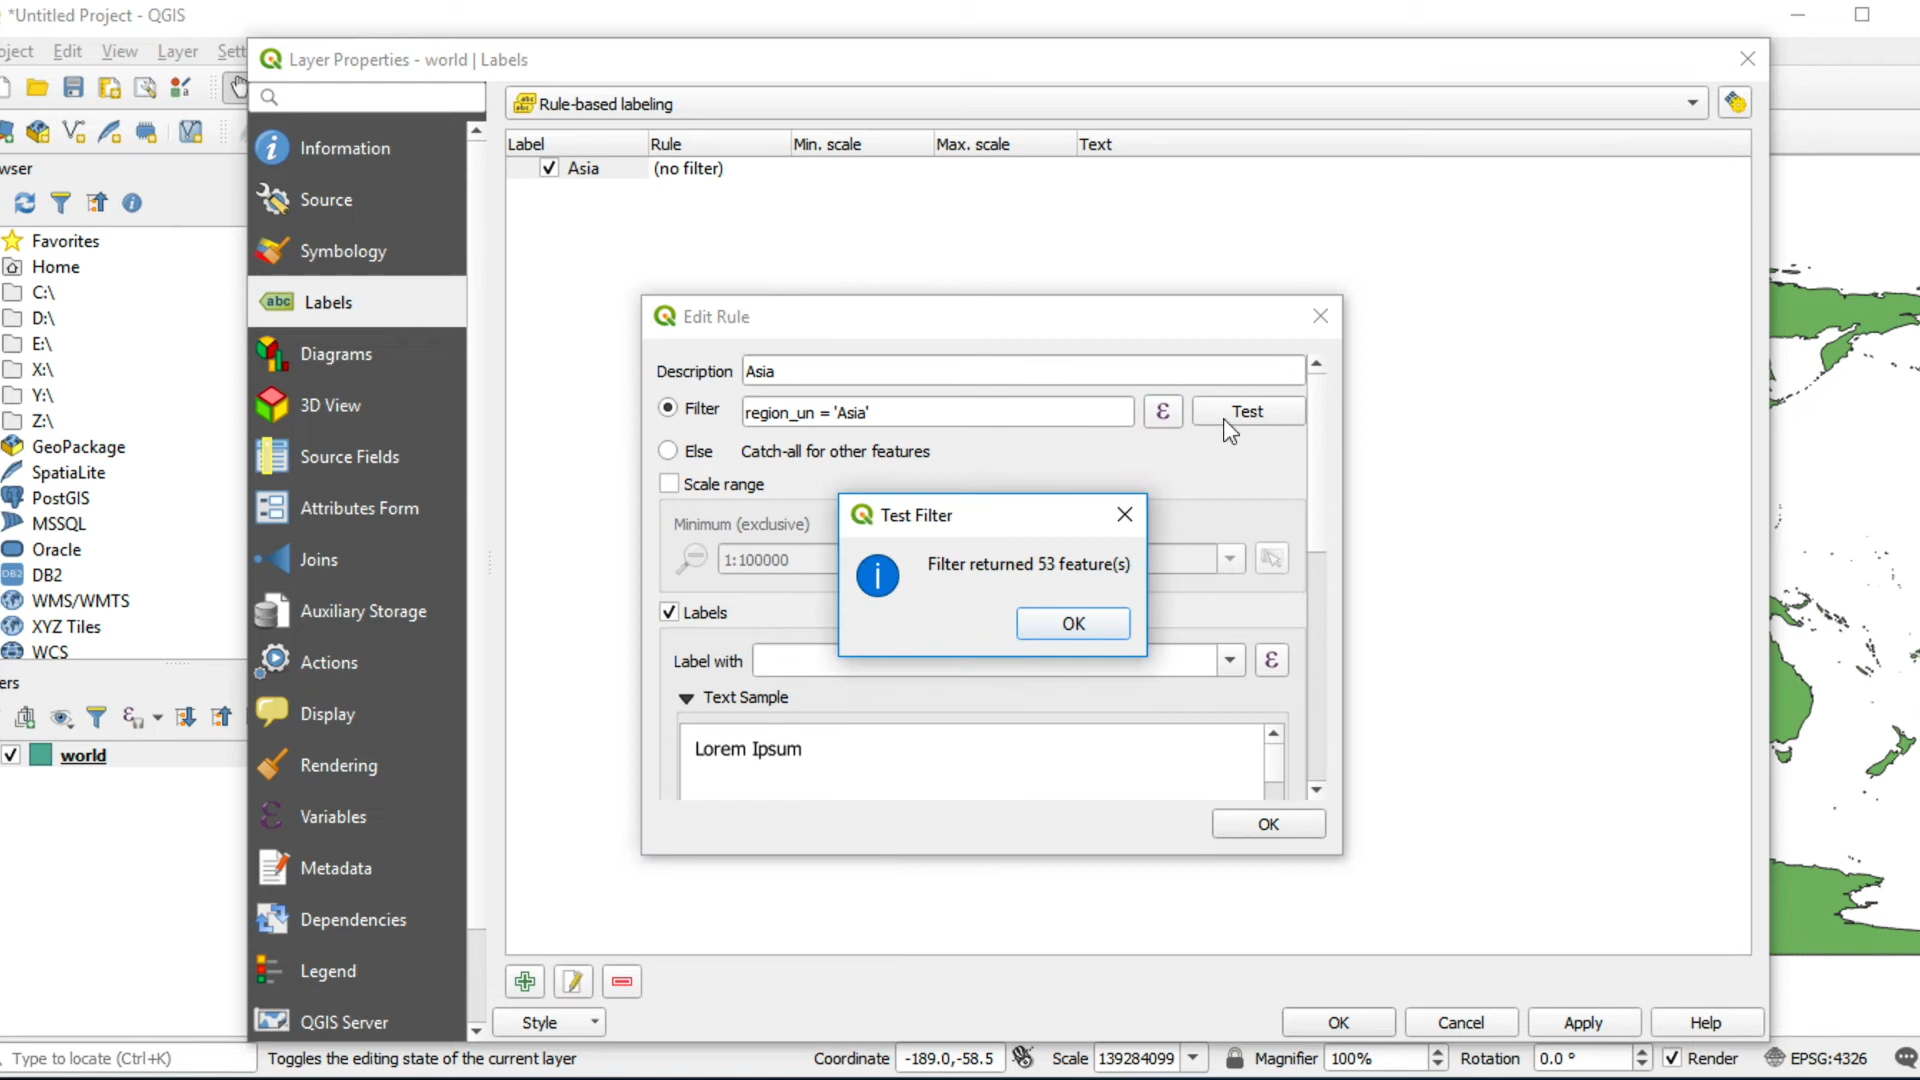 *Untitled Project - QGIS
oject Edit View Layer Sett
Layer Properties - world | Labels
Rule-based labeling
Information
Source
Symbology
Labels
Diagrams
3D View
Source Fields
Attributes Form
Joins
Auxiliary Storage
Actions
Display
Rendering
Variables
Metadata
Dependencies
Legend
QGIS Server
wser
Favorites
Home
C:\
D:\
E:\
X:\
Y:\
Z:\
GeoPackage
SpatiaLite
PostGIS
MSSQL
Oracle
DB2
WMS/WMTS
XYZ Tiles
WCS
ers
world
Label Rule Min. scale Max. scale Text
Asia (no filter)
Edit Rule
Description Asia
Filter region_un = 'Asia' ε Test
Else Catch-all for other features
Scale range
Minimum (exclusive)
1:100000
Labels
Label with ε
Text Sample
Lorem Ipsum
OK
Test Filter
Filter returned 53 feature(s)
OK
Style OK Cancel Apply Help
Type to locate (Ctrl+K) Toggles the editing state of the current layer Coordinate -189.0,-58.5 Scale 139284099 Magnifier 100% Rotation 0.0 ° Render EPSG:4326